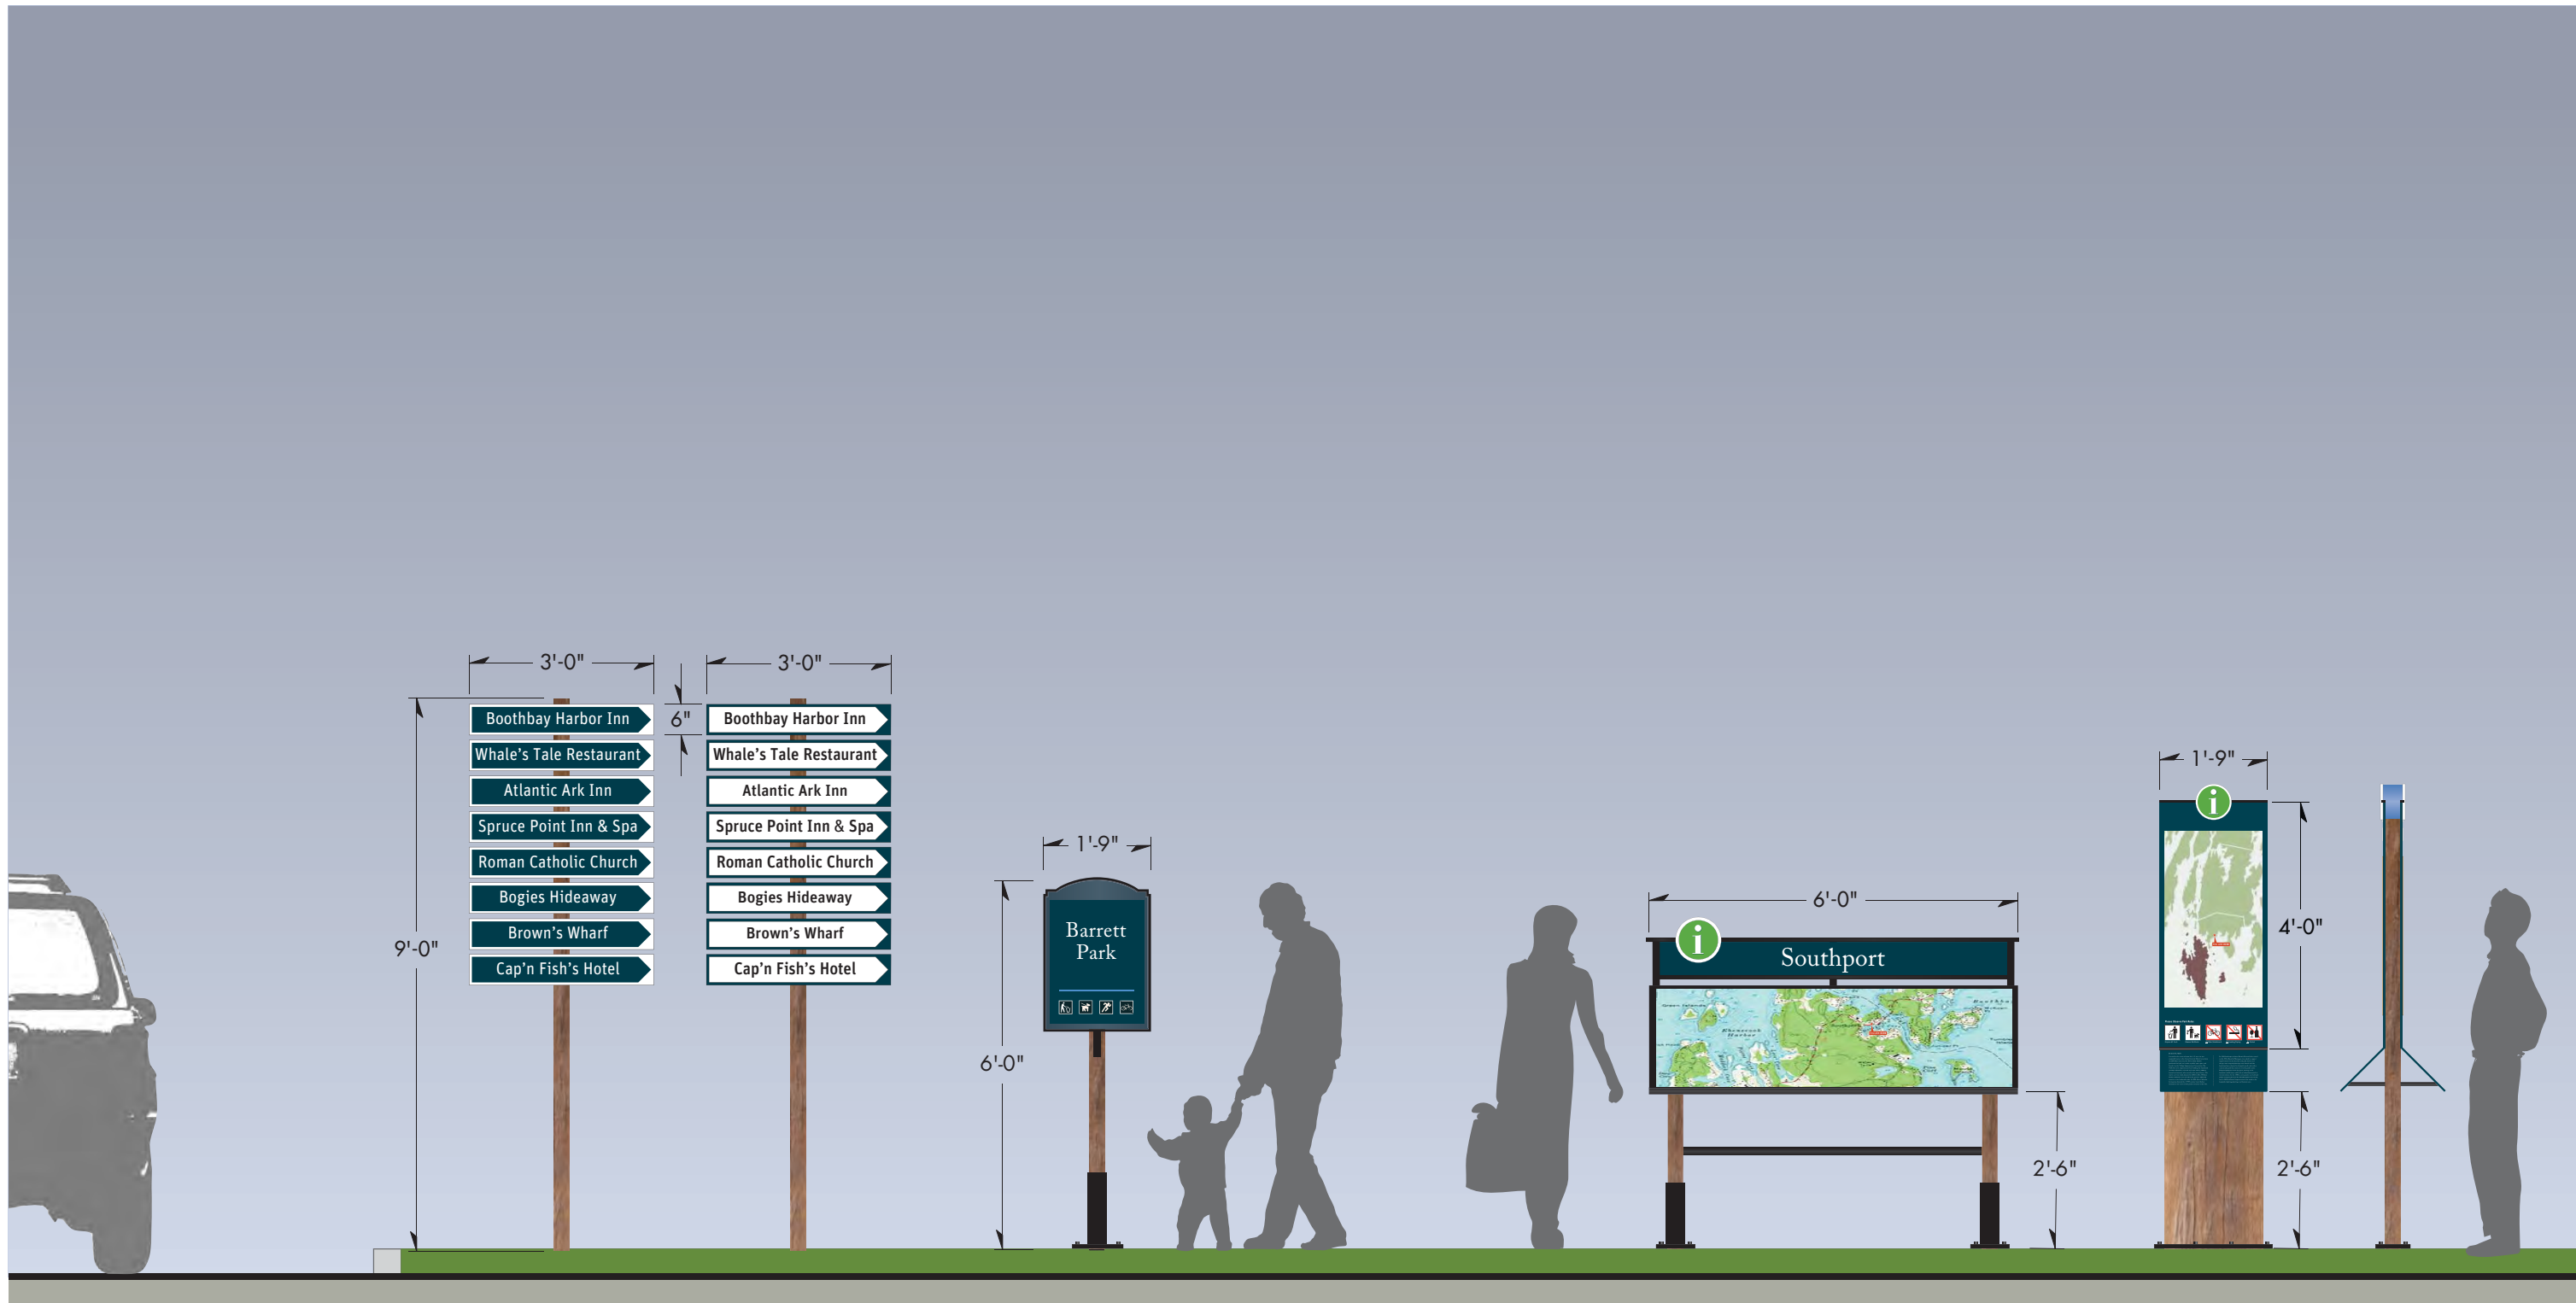 3'-0"
3'-0"
9'-0"
6"
Boothbay Harbor Inn
Whale's Tale Restaurant
Atlantic Ark Inn
Spruce Point Inn & Spa
Roman Catholic Church
Bogies Hideaway
Brown's Wharf
Cap'n Fish's Hotel
Boothbay Harbor Inn
Whale's Tale Restaurant
Atlantic Ark Inn
Spruce Point Inn & Spa
Roman Catholic Church
Bogies Hideaway
Brown's Wharf
Cap'n Fish's Hotel
1'-9"
6'-0"
Barrett
Park
6'-0"
i
Southport
2'-6"
1'-9"
i
4'-0"
2'-6"